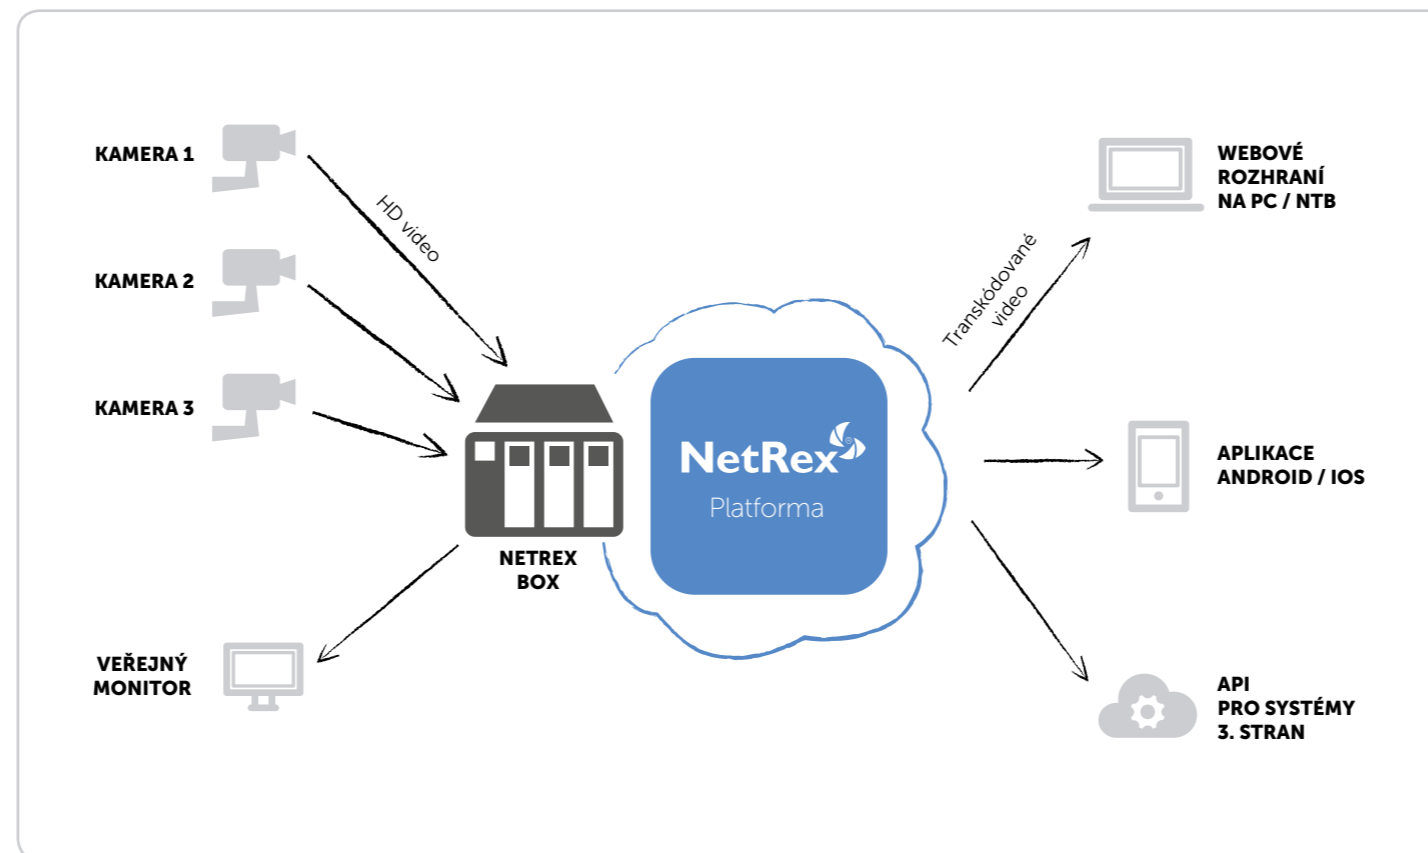 KAMERA 1
HD video
KAMERA 2
KAMERA 3
NETREX
BOX
VEŘEJNÝ
MONITOR
NetRex®
Platforma
Transkódované
video
WEBOVÉ
ROZHRANÍ
NA PC / NTB
APLIKACE
ANDROID / IOS
API
PRO SYSTÉMY
3. STRAN